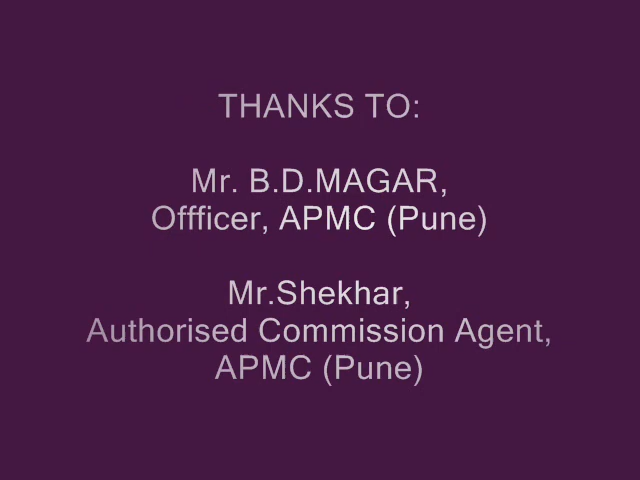 THANKS TO:
Mr. B.D.MAGAR,
Offficer, APMC (Pune)
Mr.Shekhar,
Authorised Commission Agent,
APMC (Pune)